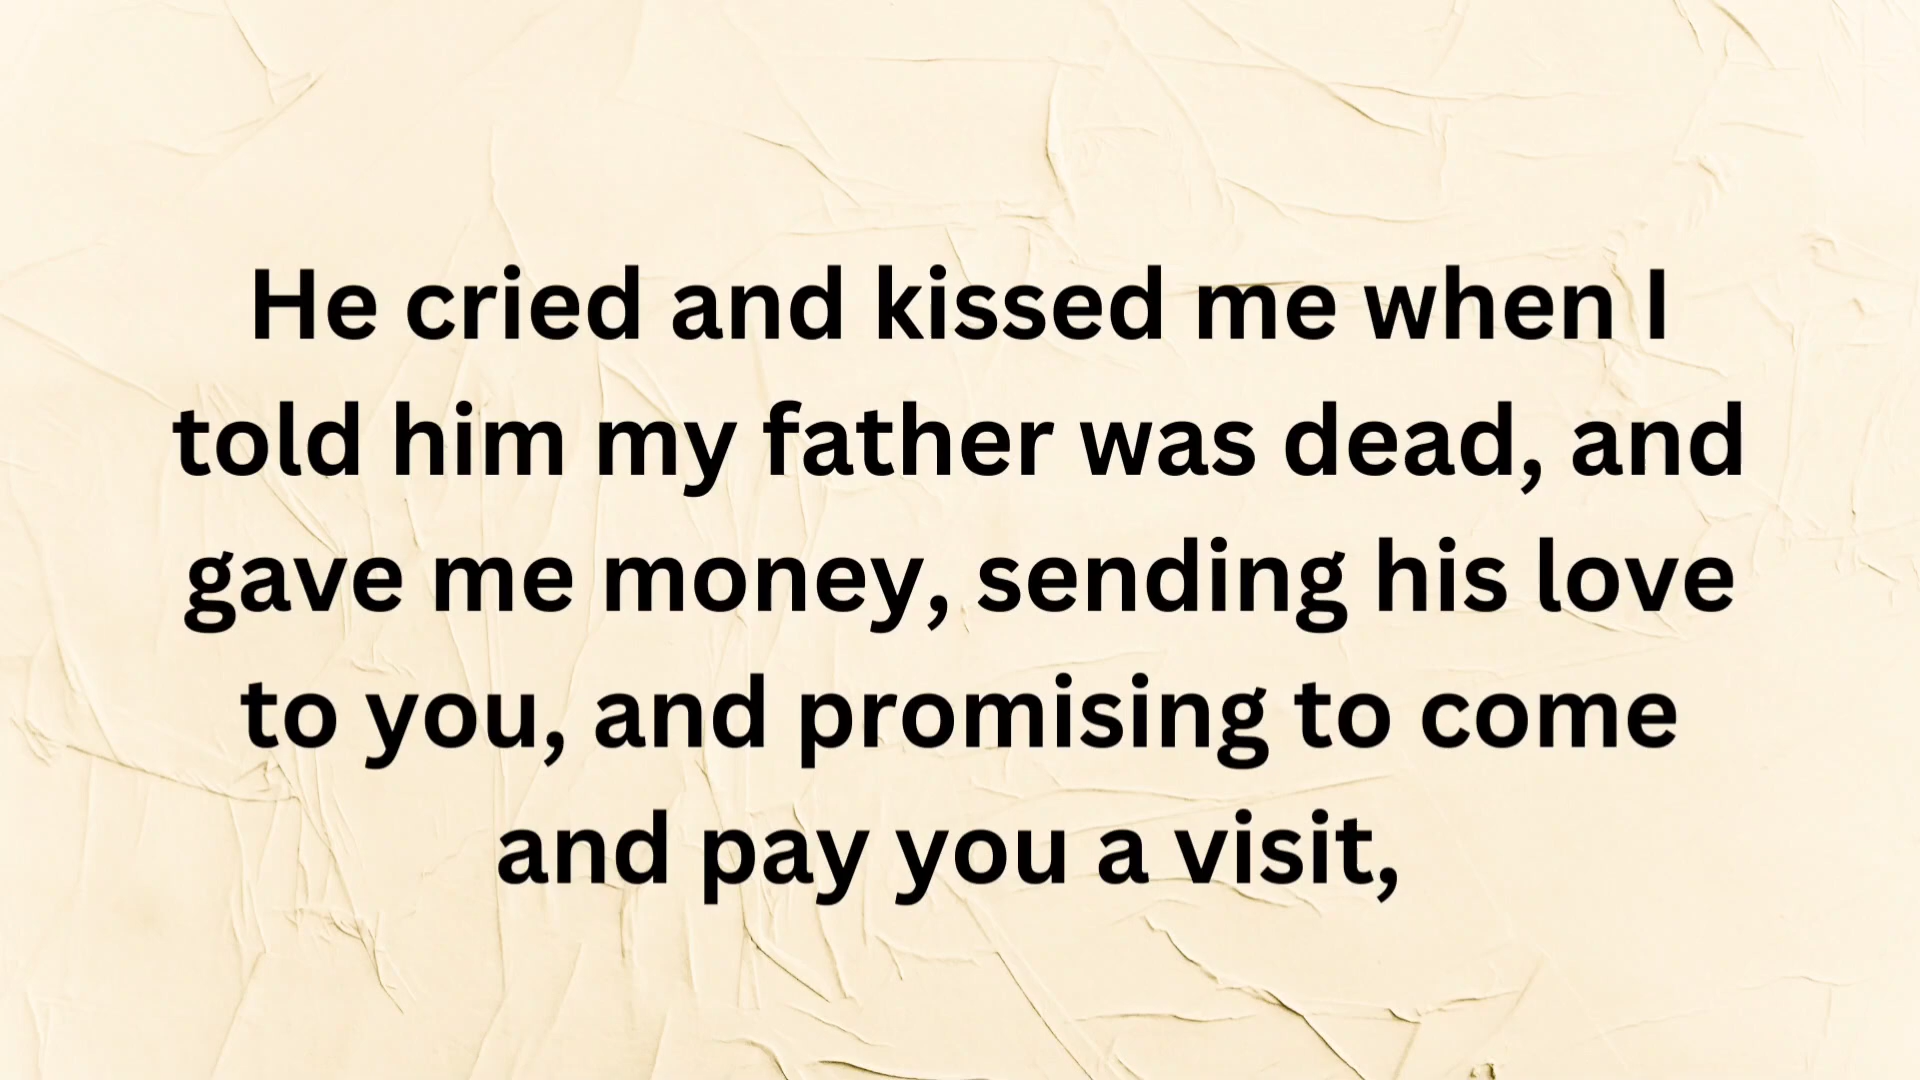 He cried and kissed me when I
told him my father was dead, and
gave me money, sending his love
to you, and promising to come
and pay you a visit,